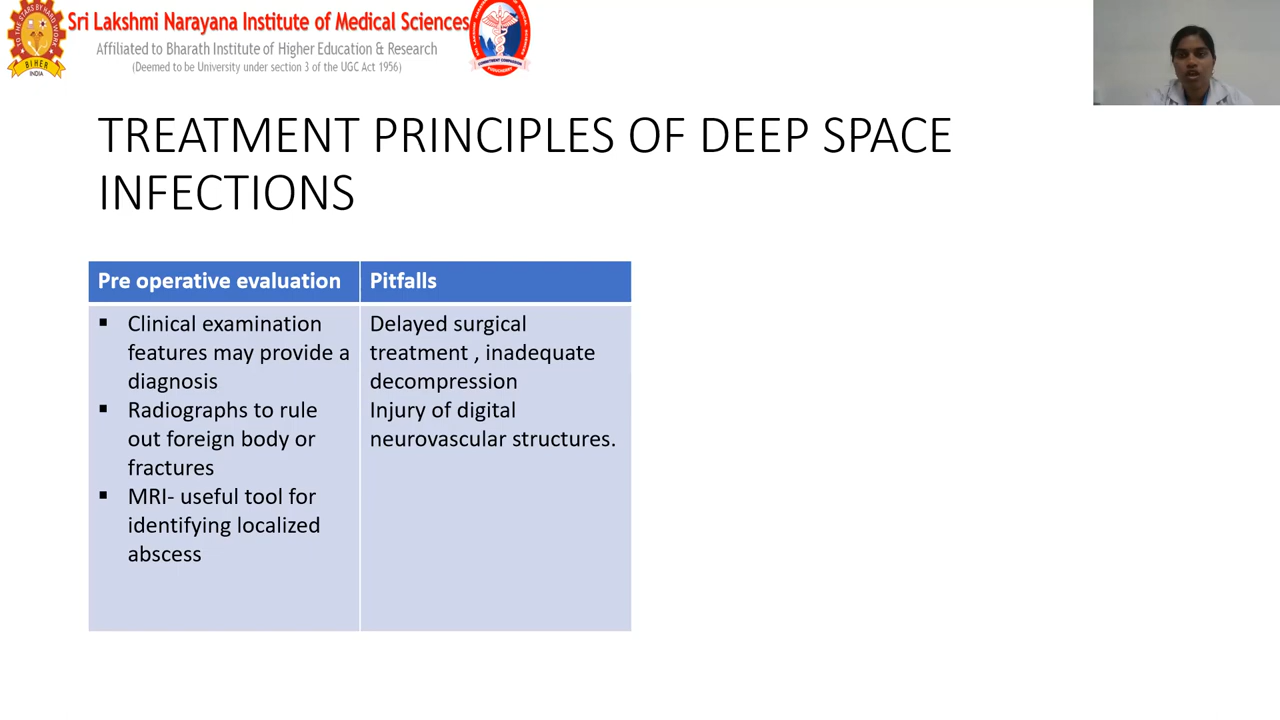 Sri Lakshmi Narayana Institute of Medical Sciences
Affiliated to Bharath Institute of Higher Education & Research
(Deemed to be University under section 3 of the UGC Act 1956)
BIHER
INDIA
TREATMENT PRINCIPLES OF DEEP SPACE
INFECTIONS
Pre operative evaluation
▪ Clinical examination
features may provide a
diagnosis
▪ Radiographs to rule
out foreign body or
fractures
▪ MRI- useful tool for
identifying localized
abscess
Pitfalls
Delayed surgical
treatment , inadequate
decompression
Injury of digital
neurovascular structures.